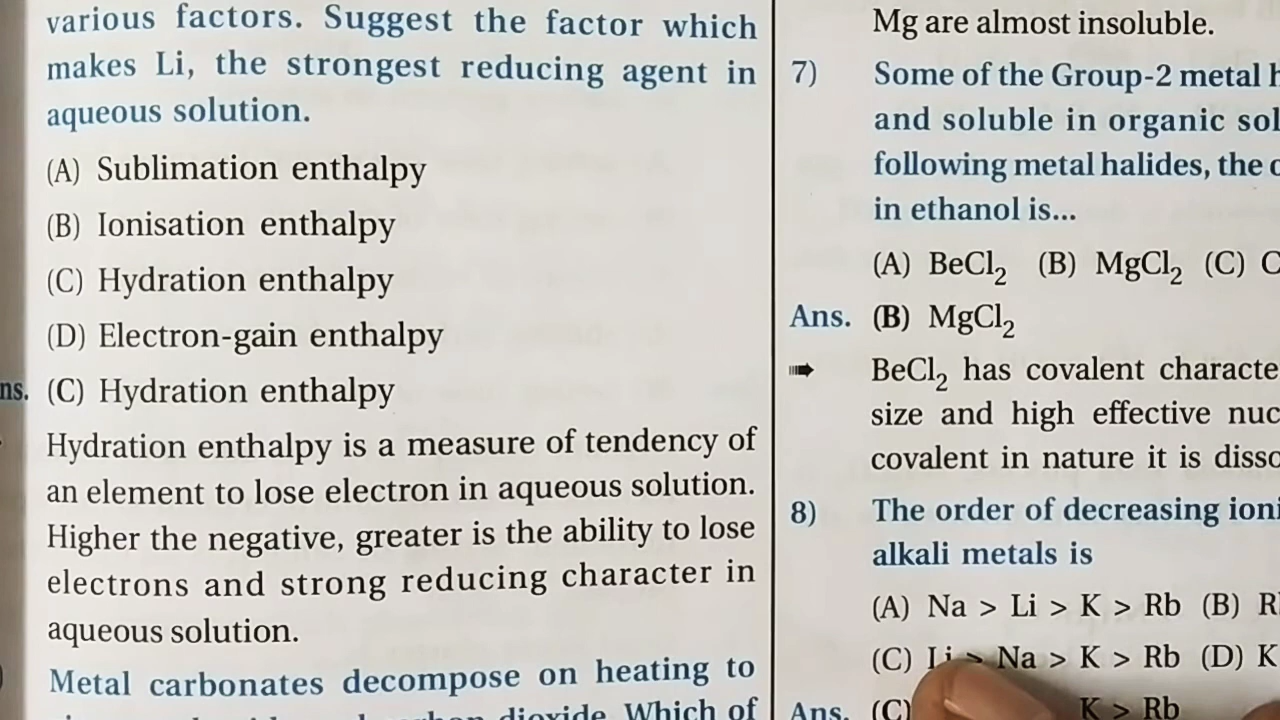 various factors. Suggest the factor which
makes Li, the strongest reducing agent in
aqueous solution.
(A) Sublimation enthalpy
(B) Ionisation enthalpy
(C) Hydration enthalpy
(D) Electron-gain enthalpy
ns. (C) Hydration enthalpy
Hydration enthalpy is a measure of tendency of
an element to lose electron in aqueous solution.
Higher the negative, greater is the ability to lose
electrons and strong reducing character in
aqueous solution.
Metal carbonates decompose on heating to
dioxide. Which of
Mg are almost insoluble.
7) Some of the Group-2 metal h
and soluble in organic sol
following metal halides, the o
in ethanol is...
(A) BeCl₂ (B) MgCl₂ (C) C
Ans. (B) MgCl₂
➠ BeCl₂ has covalent characte
size and high effective nuc
covalent in nature it is disso
8) The order of decreasing ioni
alkali metals is
(A) Na > Li > K > Rb (B) R
(C) Li > Na > K > Rb (D) K
Ans. (C) K > Rb